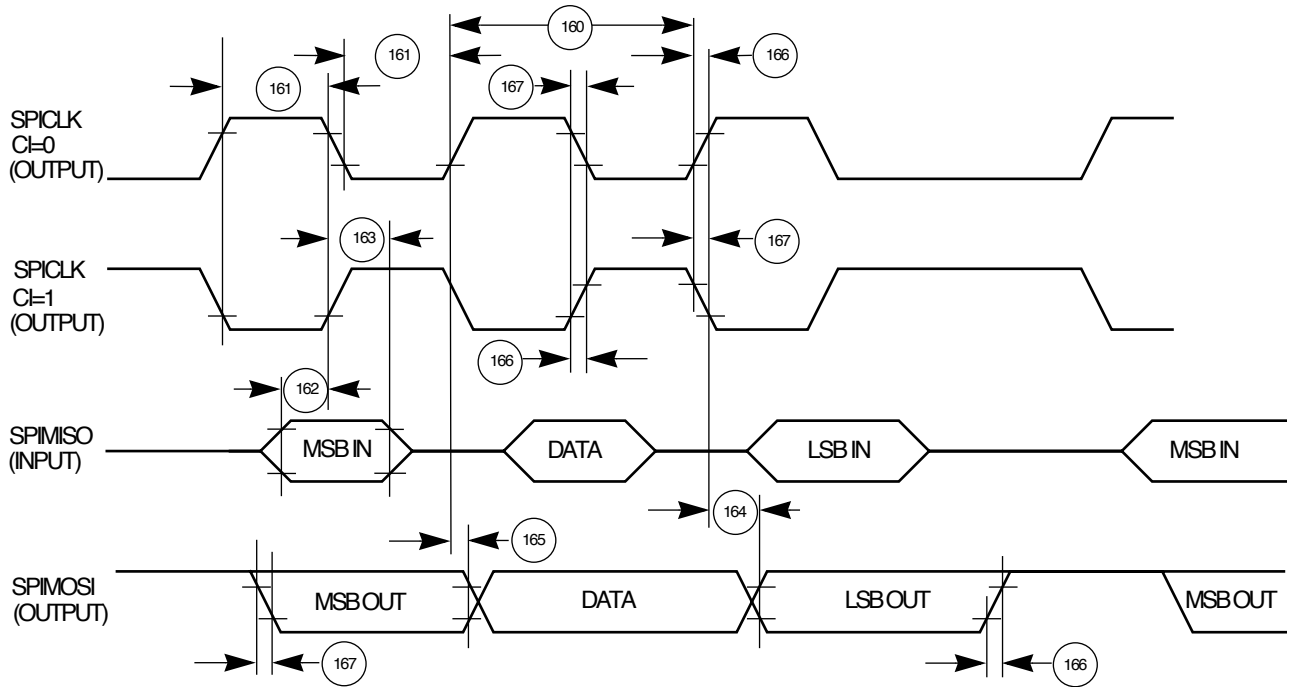 160
161
166
161
167
SPICLK
CI=0
(OUTPUT)
163
167
SPICLK
CI=1
(OUTPUT)
166
162
SPIMISO
(INPUT)
MSB IN
DATA
LSB IN
MSB IN
164
165
SPIMOSI
(OUTPUT)
MSB OUT
DATA
LSB OUT
MSB OUT
167
166